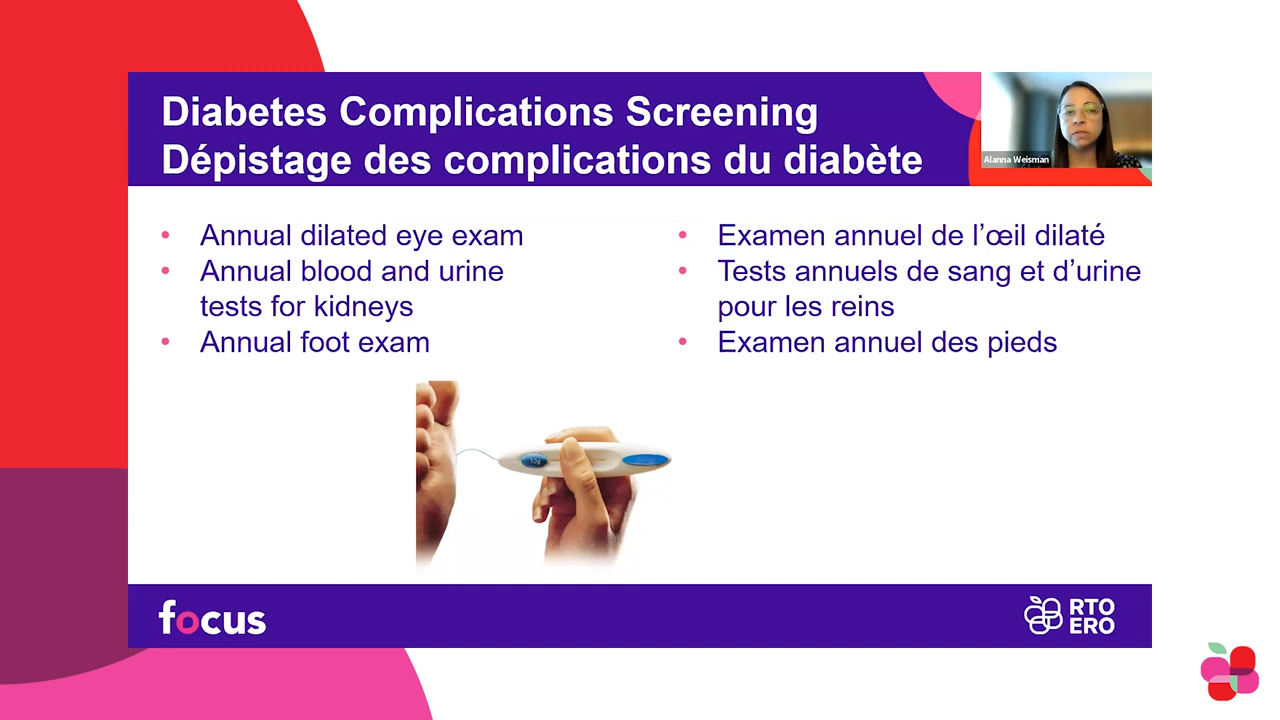 Diabetes Complications Screening
Dépistage des complications du diabète
Alanna Weisman
• Annual dilated eye exam
• Annual blood and urine
tests for kidneys
• Annual foot exam
• Examen annuel de l’œil dilaté
• Tests annuels de sang et d’urine
pour les reins
• Examen annuel des pieds
10g
focus
RTO
ERO